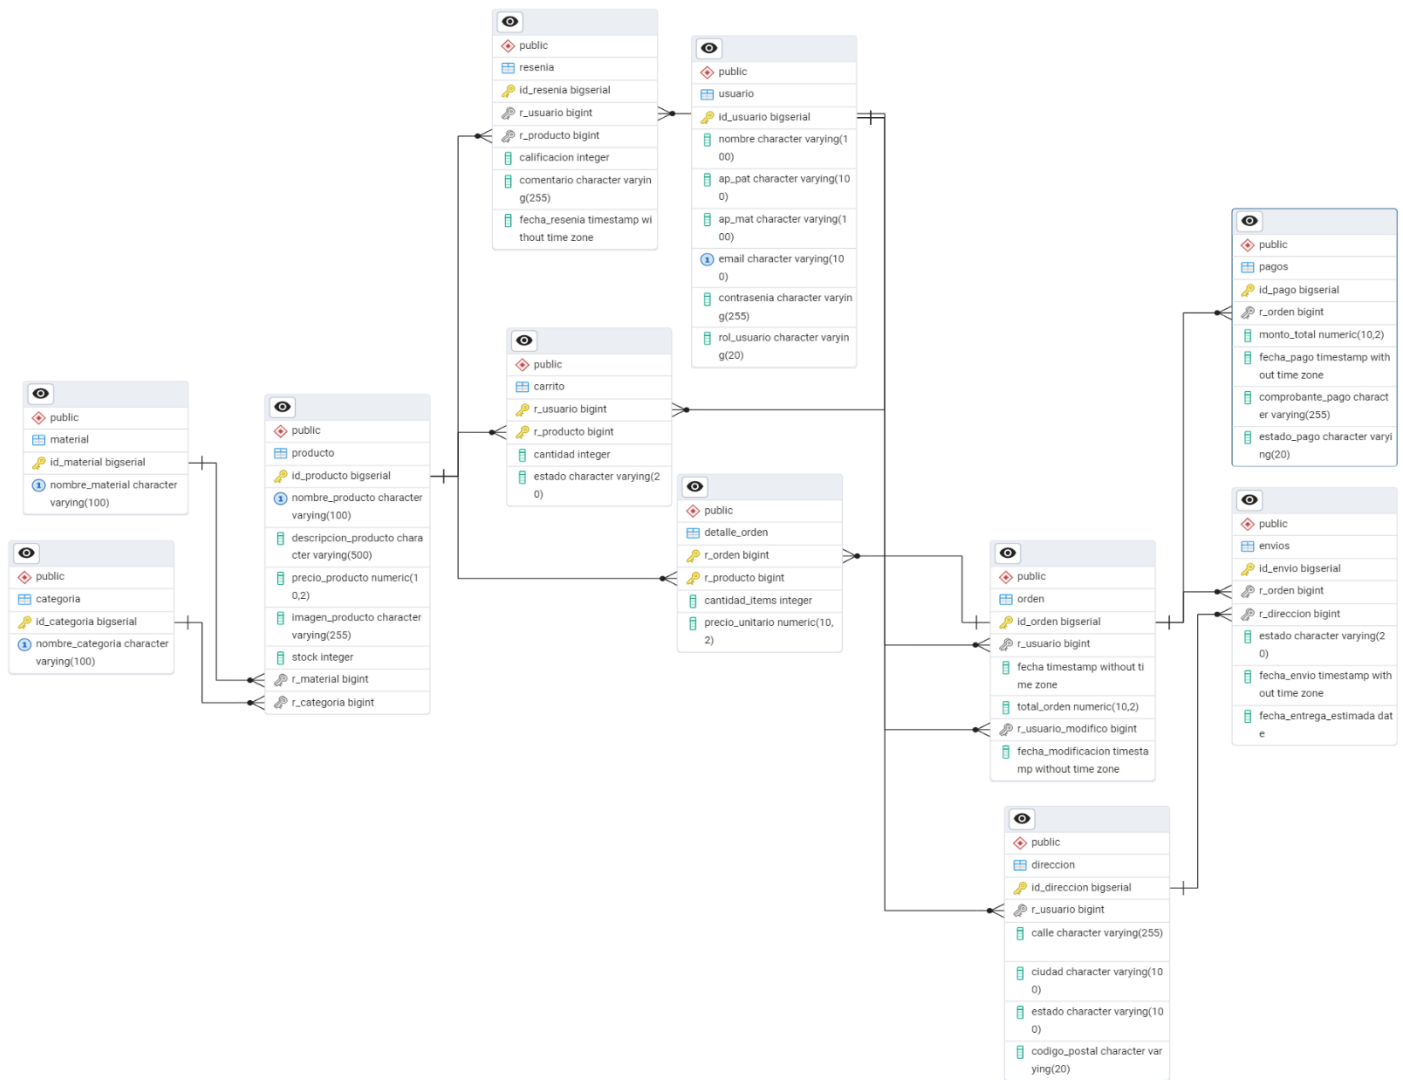 public
resenia
id_resenia bigserial
r_usuario bigint
r_producto bigint
calificacion integer
comentario character varyin
g(255)
fecha_resenia timestamp wi
thout time zone
public
usuario
id_usuario bigserial
nombre character varying(1
00)
ap_pat character varying(10
0)
ap_mat character varying(1
00)
1
email character varying(10
0)
contrasenia character varyin
g(255)
rol_usuario character varyin
g(20)
public
pagos
id_pago bigserial
r_orden bigint
monto_total numeric(10,2)
fecha_pago timestamp with
out time zone
comprobante_pago charact
er varying(255)
estado_pago character varyi
ng(20)
public
carrito
r_usuario bigint
r_producto bigint
cantidad integer
estado character varying(2
0)
public
material
id_material bigserial
1
nombre_material character
varying(100)
public
producto
id_producto bigserial
1
nombre_producto character
varying(100)
descripcion_producto chara
cter varying(500)
precio_producto numeric(1
0,2)
imagen_producto character
varying(255)
stock integer
r_material bigint
r_categoria bigint
public
detalle_orden
r_orden bigint
r_producto bigint
cantidad_items integer
precio_unitario numeric(10,
2)
public
envios
id_envio bigserial
r_orden bigint
r_direccion bigint
estado character varying(2
0)
fecha_envio timestamp with
out time zone
fecha_entrega_estimada dat
e
public
categoria
id_categoria bigserial
1
nombre_categoria character
varying(100)
public
orden
id_orden bigserial
r_usuario bigint
fecha timestamp without ti
me zone
total_orden numeric(10,2)
r_usuario_modifico bigint
fecha_modificacion timesta
mp without time zone
public
direccion
id_direccion bigserial
r_usuario bigint
calle character varying(255)
ciudad character varying(10
0)
estado character varying(10
0)
codigo_postal character var
ying(20)